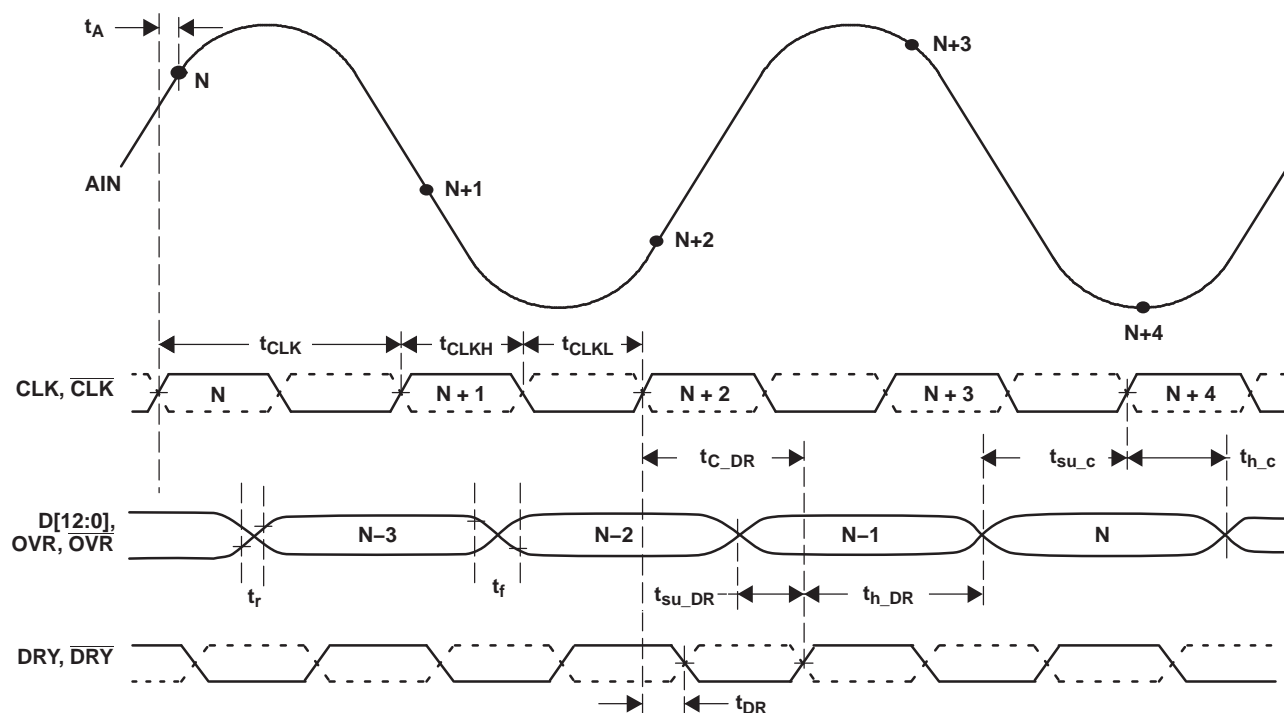 tA
N
N+3
AIN
N+1
N+2
N+4
tCLK tCLKH tCLKL
CLK, CLK N N + 1 N + 2 N + 3 N + 4
tC_DR tsu_c th_c
D[12:0],
OVR, OVR N–3 N–2 N–1 N
tr tf tsu_DR th_DR
DRY, DRY
tDR